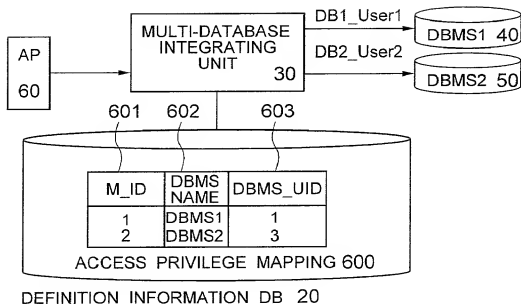 DB1_User1
MULTI-DATABASE
INTEGRATING
UNIT
30
DBMS1 40
AP
60
DB2_User2
DBMS2 50
601 602 603
M_ID DBMS NAME DBMS_UID
1 DBMS1 1
2 DBMS2 3
ACCESS PRIVILEGE MAPPING 600
DEFINITION INFORMATION DB 20